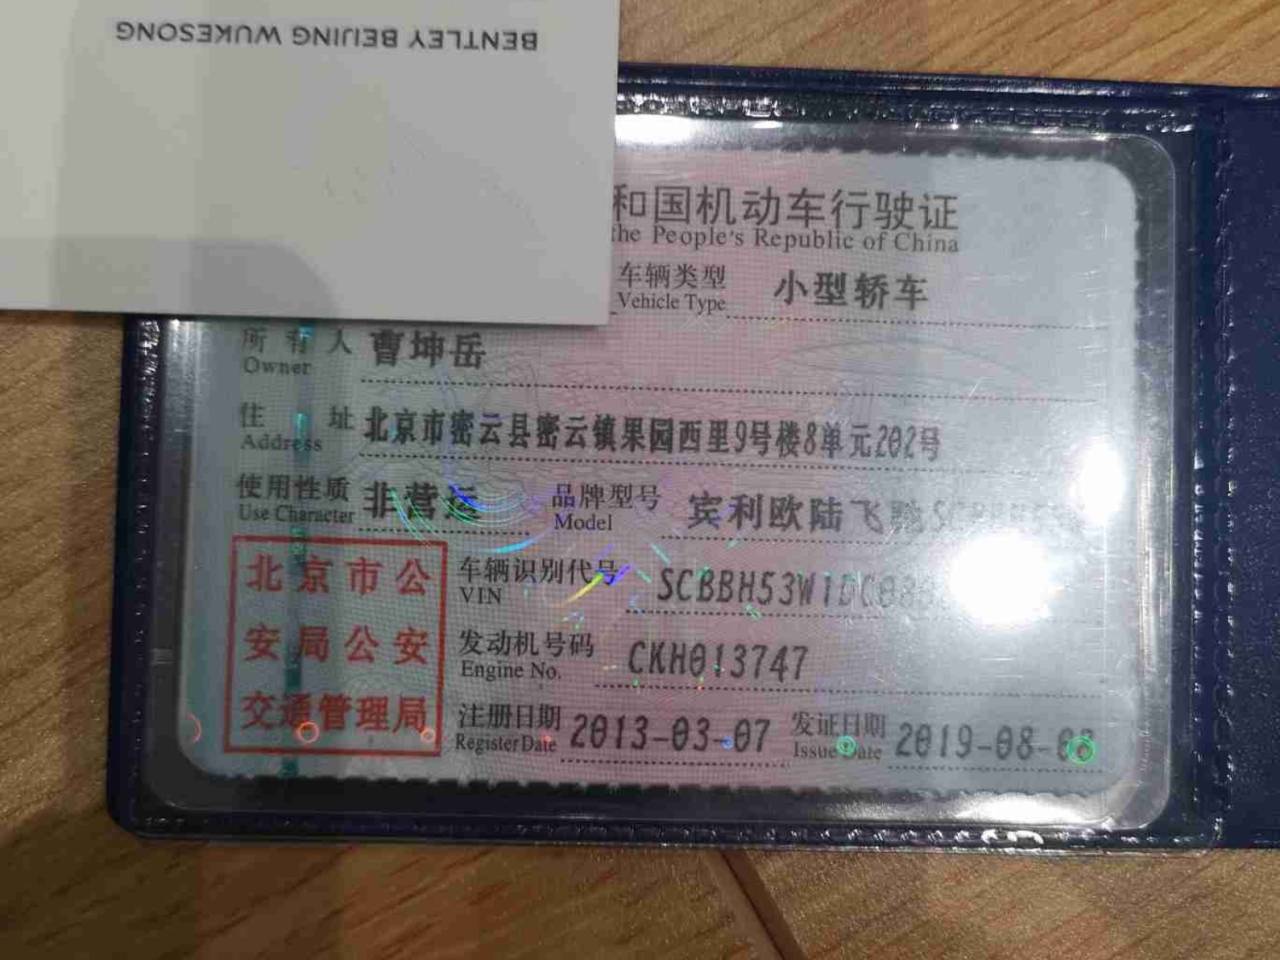 BENTLEY BEIJING WUKESONG
和国机动车行驶证
the People's Republic of China
车辆类型 小型轿车
Vehicle Type
所有人 曹坤岳
Owner
住址 北京市密云县密云镇果园西里9号楼8单元202号
Address
使用性质 非营运 品牌型号 宾利欧陆飞驰
Use Character Model
北京市公
安局公安
交通管理局
车辆识别代号 SCBBH53W1DC08
VIN
发动机号码 CKH013747
Engine No.
注册日期 2013-03-07 发证日期 2019-08-
Register Date Issue Date